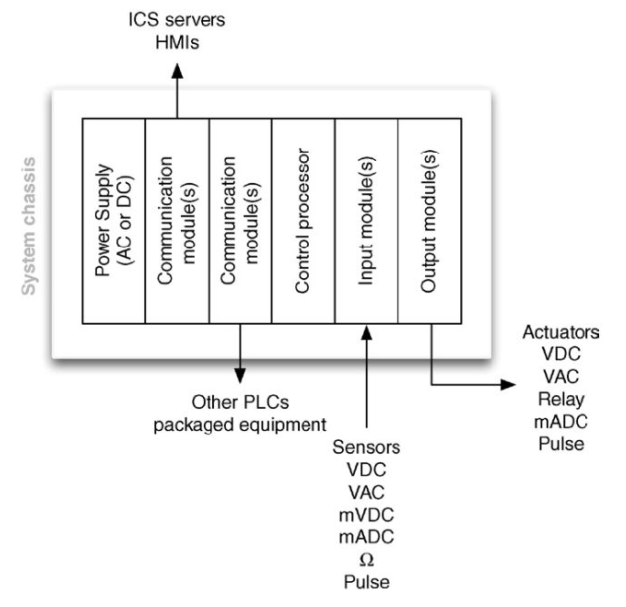 ICS servers
HMIs
System chassis
Power Supply
(AC or DC)
Communication
module(s)
Communication
module(s)
Control processor
Input module(s)
Output module(s)
Other PLCs
packaged equipment
Sensors
VDC
VAC
mVDC
mADC
Ω
Pulse
Actuators
VDC
VAC
Relay
mADC
Pulse